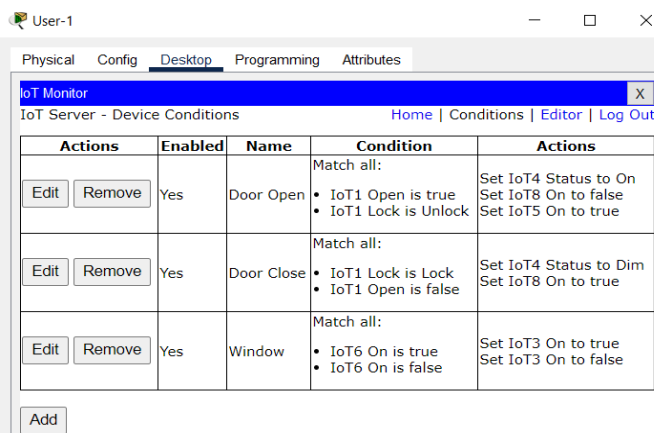 User-1
Physical Config Desktop Programming Attributes
IoT Monitor X
IoT Server - Device Conditions Home | Conditions | Editor | Log Out
Actions Enabled Name Condition Actions
Edit Remove Yes Door Open Match all:
• IoT1 Open is true
• IoT1 Lock is Unlock
Set IoT4 Status to On
Set IoT8 On to false
Set IoT5 On to true
Edit Remove Yes Door Close Match all:
• IoT1 Lock is Lock
• IoT1 Open is false
Set IoT4 Status to Dim
Set IoT8 On to true
Edit Remove Yes Window Match all:
• IoT6 On is true
• IoT6 On is false
Set IoT3 On to true
Set IoT3 On to false
Add